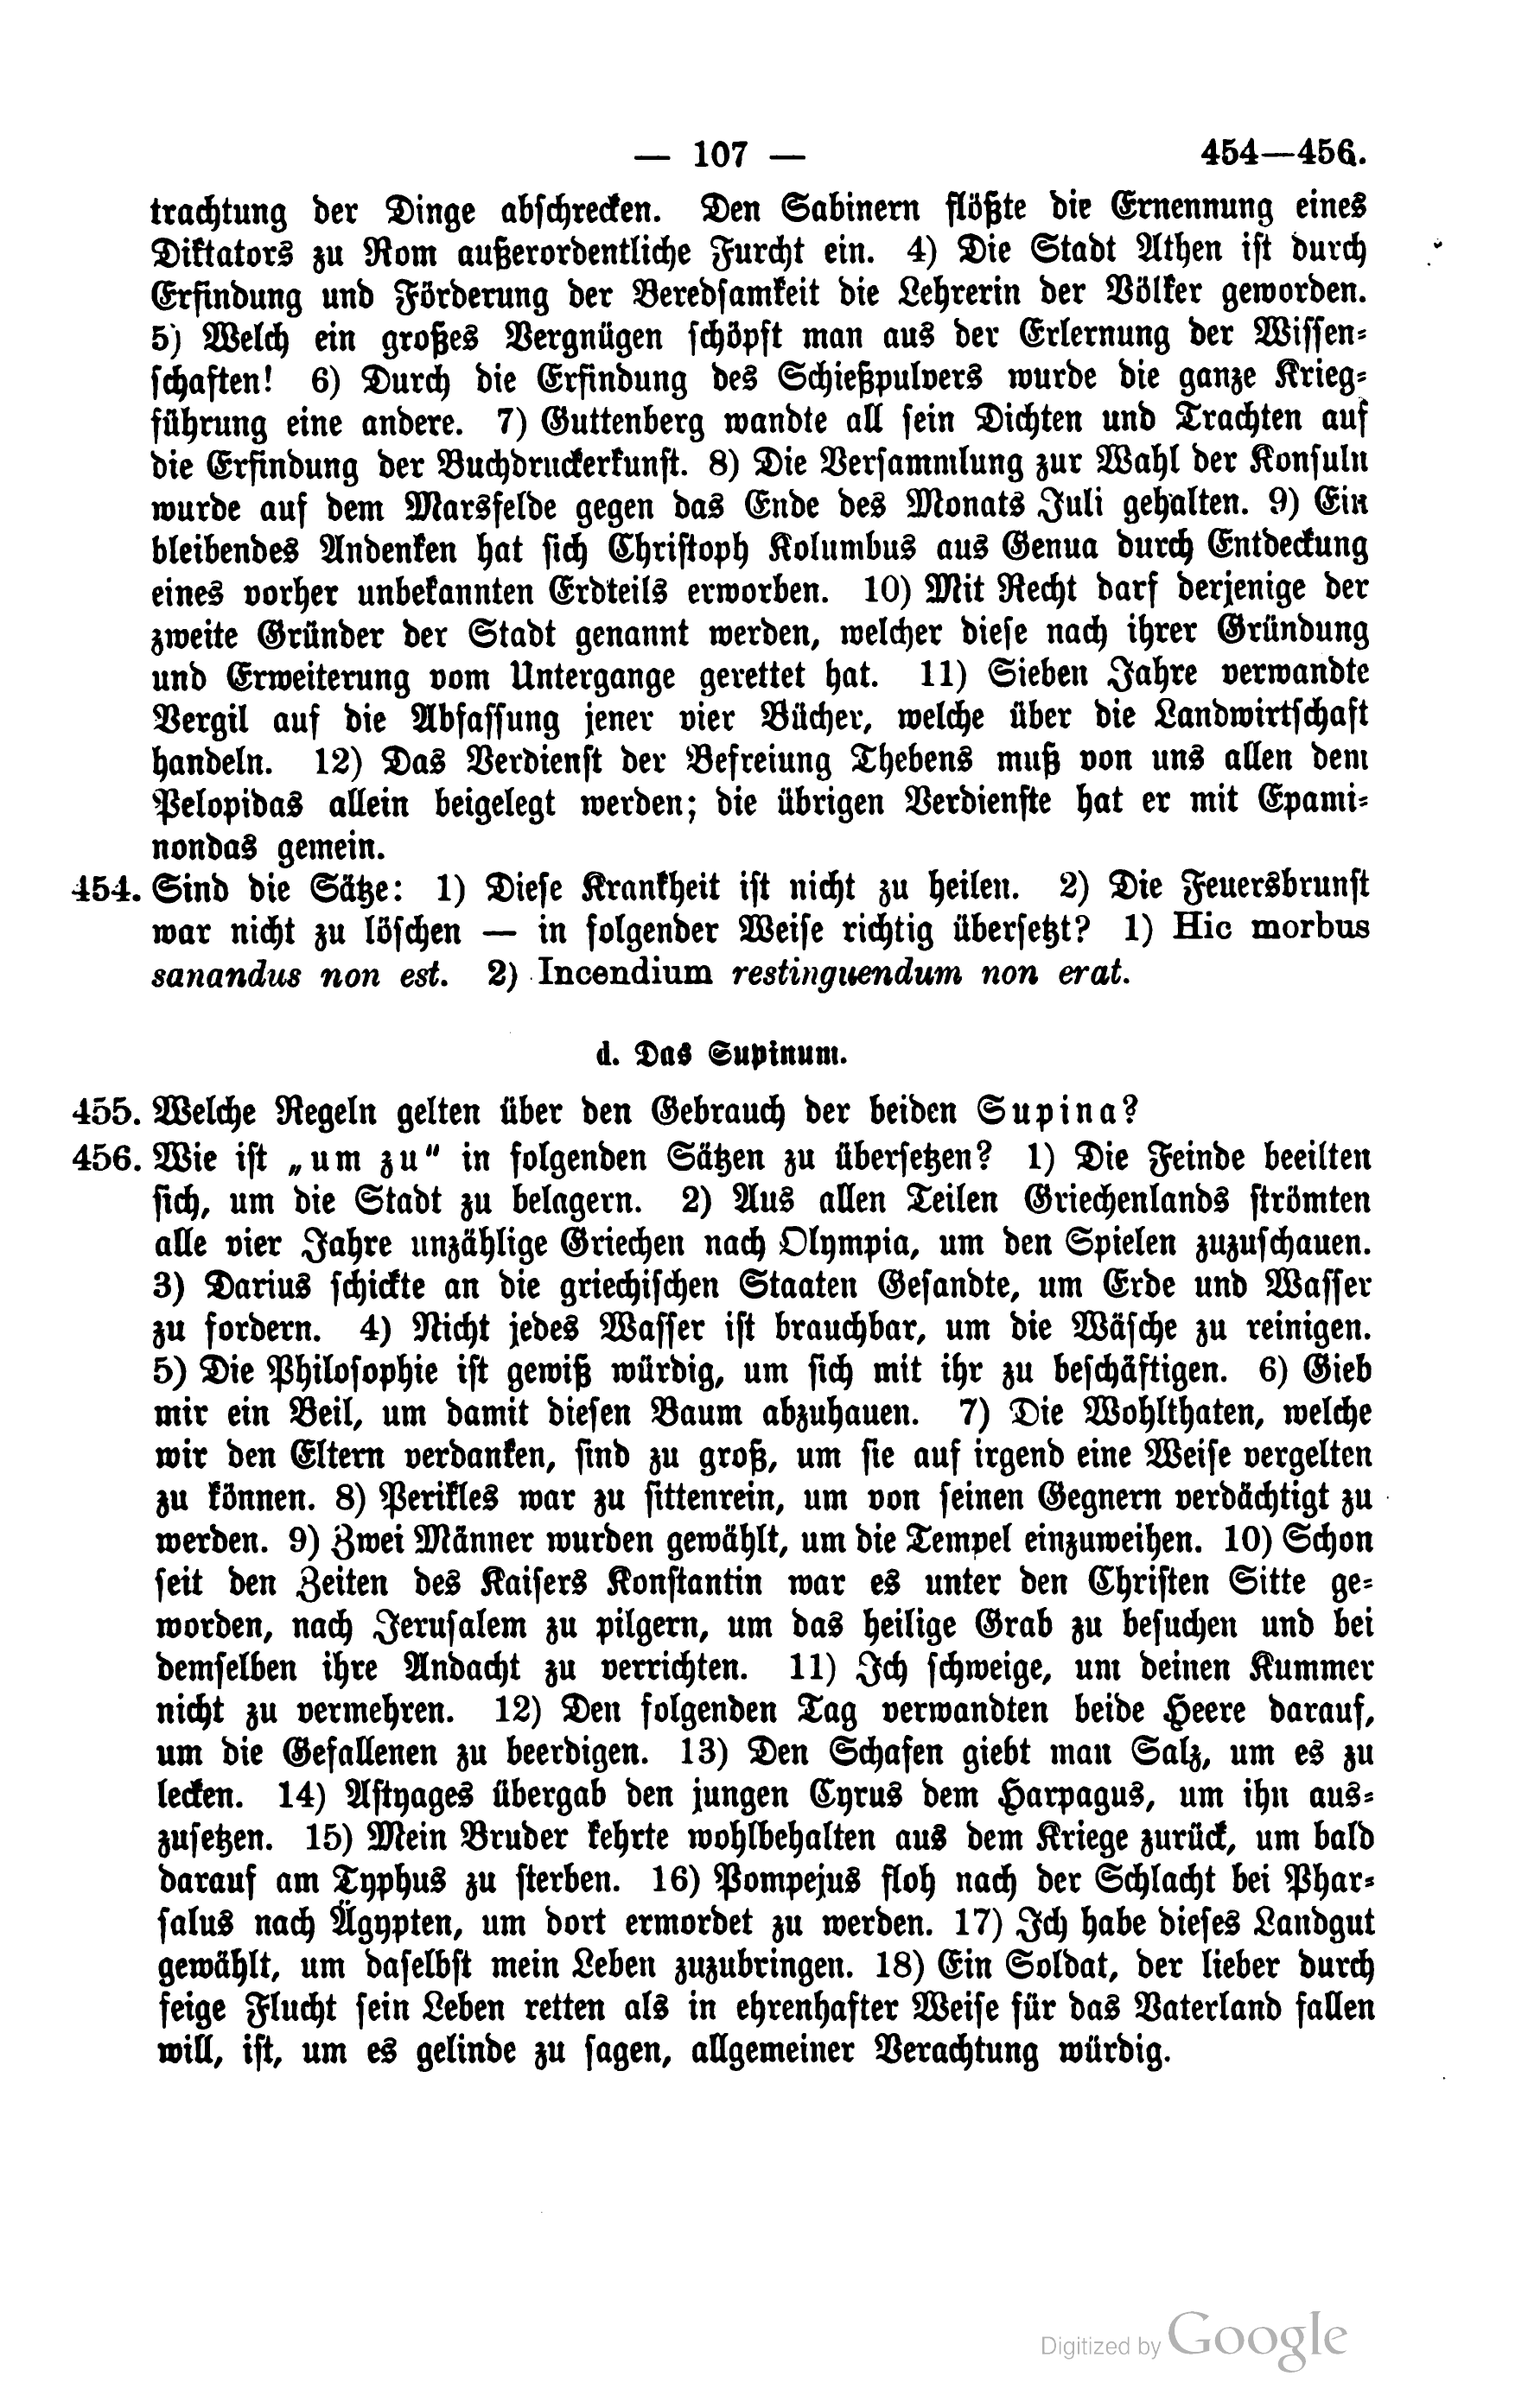 — 107 — 454—456.
trachtung der Dinge abschrecken. Den Sabinern flößte die Ernennung eines
Diktators zu Rom außerordentliche Furcht ein. 4) Die Stadt Athen ist durch
Erfindung und Förderung der Beredsamkeit die Lehrerin der Völker geworden.
5) Welch ein großes Vergnügen schöpft man aus der Erlernung der Wissen-
schaften! 6) Durch die Erfindung des Schießpulvers wurde die ganze Krieg-
führung eine andere. 7) Guttenberg wandte all sein Dichten und Trachten auf
die Erfindung der Buchdruckerkunst. 8) Die Versammlung zur Wahl der Konsuln
wurde auf dem Marsfelde gegen das Ende des Monats Juli gehalten. 9) Ein
bleibendes Andenken hat sich Christoph Kolumbus aus Genua durch Entdeckung
eines vorher unbekannten Erdteils erworben. 10) Mit Recht darf derjenige der
zweite Gründer der Stadt genannt werden, welcher diese nach ihrer Gründung
und Erweiterung vom Untergange gerettet hat. 11) Sieben Jahre verwandte
Vergil auf die Abfassung jener vier Bücher, welche über die Landwirtschaft
handeln. 12) Das Verdienst der Befreiung Thebens muß von uns allen dem
Pelopidas allein beigelegt werden; die übrigen Verdienste hat er mit Epami-
nondas gemein.
454. Sind die Sätze: 1) Diese Krankheit ist nicht zu heilen. 2) Die Feuersbrunst
war nicht zu löschen — in folgender Weise richtig übersetzt? 1) Hic morbus
sanandus non est. 2) Incendium restinguendum non erat.
d. Das Supinum.
455. Welche Regeln gelten über den Gebrauch der beiden Supina?
456. Wie ist „um zu“ in folgenden Sätzen zu übersetzen? 1) Die Feinde beeilten
sich, um die Stadt zu belagern. 2) Aus allen Teilen Griechenlands strömten
alle vier Jahre unzählige Griechen nach Olympia, um den Spielen zuzuschauen.
3) Darius schickte an die griechischen Staaten Gesandte, um Erde und Wasser
zu fordern. 4) Nicht jedes Wasser ist brauchbar, um die Wäsche zu reinigen.
5) Die Philosophie ist gewiß würdig, um sich mit ihr zu beschäftigen. 6) Gieb
mir ein Beil, um damit diesen Baum abzuhauen. 7) Die Wohlthaten, welche
wir den Eltern verdanken, sind zu groß, um sie auf irgend eine Weise vergelten
zu können. 8) Perikles war zu sittenrein, um von seinen Gegnern verdächtigt zu
werden. 9) Zwei Männer wurden gewählt, um die Tempel einzuweihen. 10) Schon
seit den Zeiten des Kaisers Konstantin war es unter den Christen Sitte ge-
worden, nach Jerusalem zu pilgern, um das heilige Grab zu besuchen und bei
demselben ihre Andacht zu verrichten. 11) Ich schweige, um deinen Kummer
nicht zu vermehren. 12) Den folgenden Tag verwandten beide Heere darauf,
um die Gefallenen zu beerdigen. 13) Den Schafen giebt man Salz, um es zu
lecken. 14) Astyages übergab den jungen Cyrus dem Harpagus, um ihn aus-
zusetzen. 15) Mein Bruder kehrte wohlbehalten aus dem Kriege zurück, um bald
darauf am Typhus zu sterben. 16) Pompejus floh nach der Schlacht bei Phar-
salus nach Ägypten, um dort ermordet zu werden. 17) Ich habe dieses Landgut
gewählt, um daselbst mein Leben zuzubringen. 18) Ein Soldat, der lieber durch
feige Flucht sein Leben retten als in ehrenhafter Weise für das Vaterland fallen
will, ist, um es gelinde zu sagen, allgemeiner Verachtung würdig.
Digitized by Google